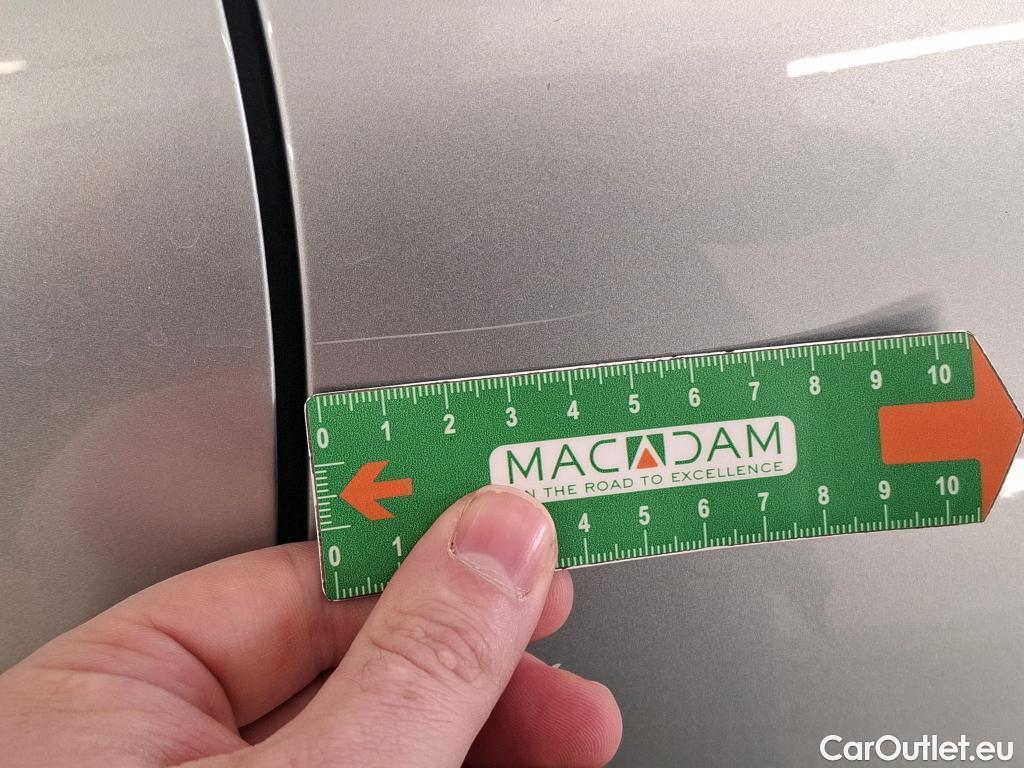 0 1 2 3 4 5 6 7 8 9 10
MACADAM
N THE ROAD TO EXCELLENCE
0 1 4 5 6 7 8 9 10
CarOutlet.eu